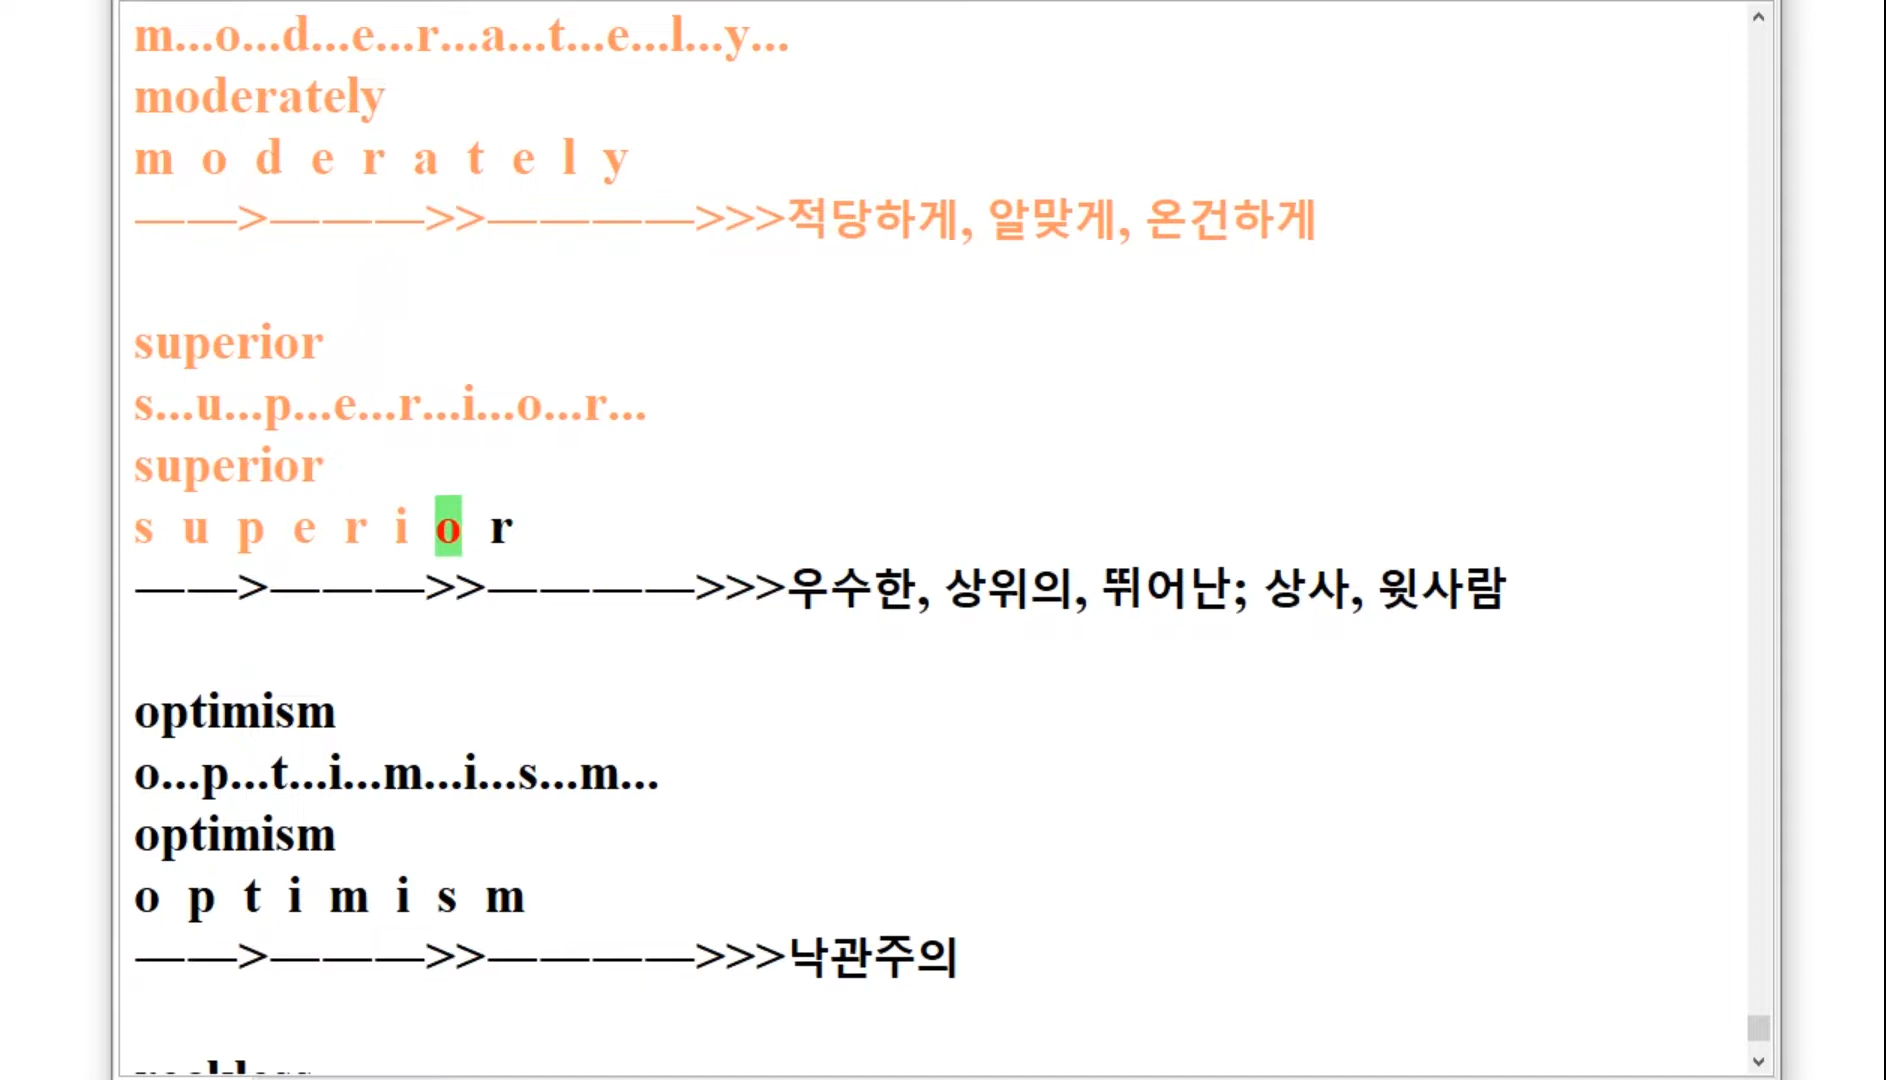 m...o...d...e...r...a...t...e...l...y...
moderately
m o d e r a t e l y
——>———>>————>>>적당하게, 알맞게, 온건하게
superior
s...u...p...e...r...i...o...r...
superior
s u p e r i o r
——>———>>————>>>우수한, 상위의, 뛰어난; 상사, 윗사람
optimism
o...p...t...i...m...i...s...m...
optimism
o p t i m i s m
——>———>>————>>>낙관주의